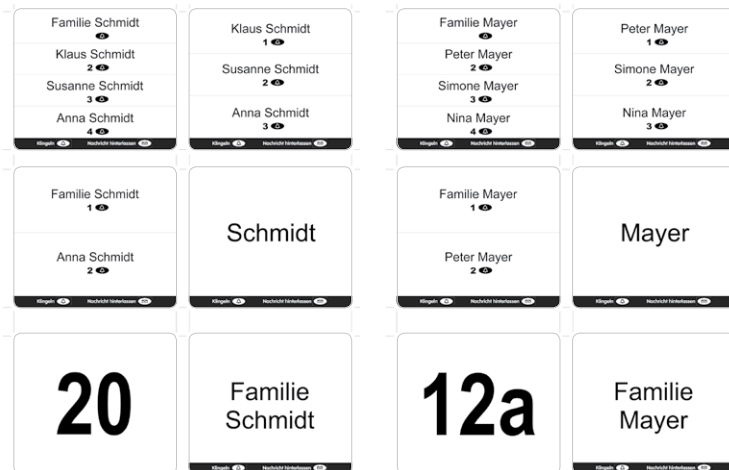 Familie Schmidt
Klaus Schmidt
2
Susanne Schmidt
3
Anna Schmidt
4
Klingeln Nachricht hinterlassen
Klaus Schmidt
1
Susanne Schmidt
2
Anna Schmidt
3
Klingeln Nachricht hinterlassen
Familie Mayer
Peter Mayer
2
Simone Mayer
3
Nina Mayer
4
Klingeln Nachricht hinterlassen
Peter Mayer
1
Simone Mayer
2
Nina Mayer
3
Klingeln Nachricht hinterlassen
Familie Schmidt
1
Anna Schmidt
2
Klingeln Nachricht hinterlassen
Schmidt
Klingeln Nachricht hinterlassen
Familie Mayer
1
Peter Mayer
2
Klingeln Nachricht hinterlassen
Mayer
Klingeln Nachricht hinterlassen
20
Familie
Schmidt
Klingeln Nachricht hinterlassen
12a
Familie
Mayer
Klingeln Nachricht hinterlassen